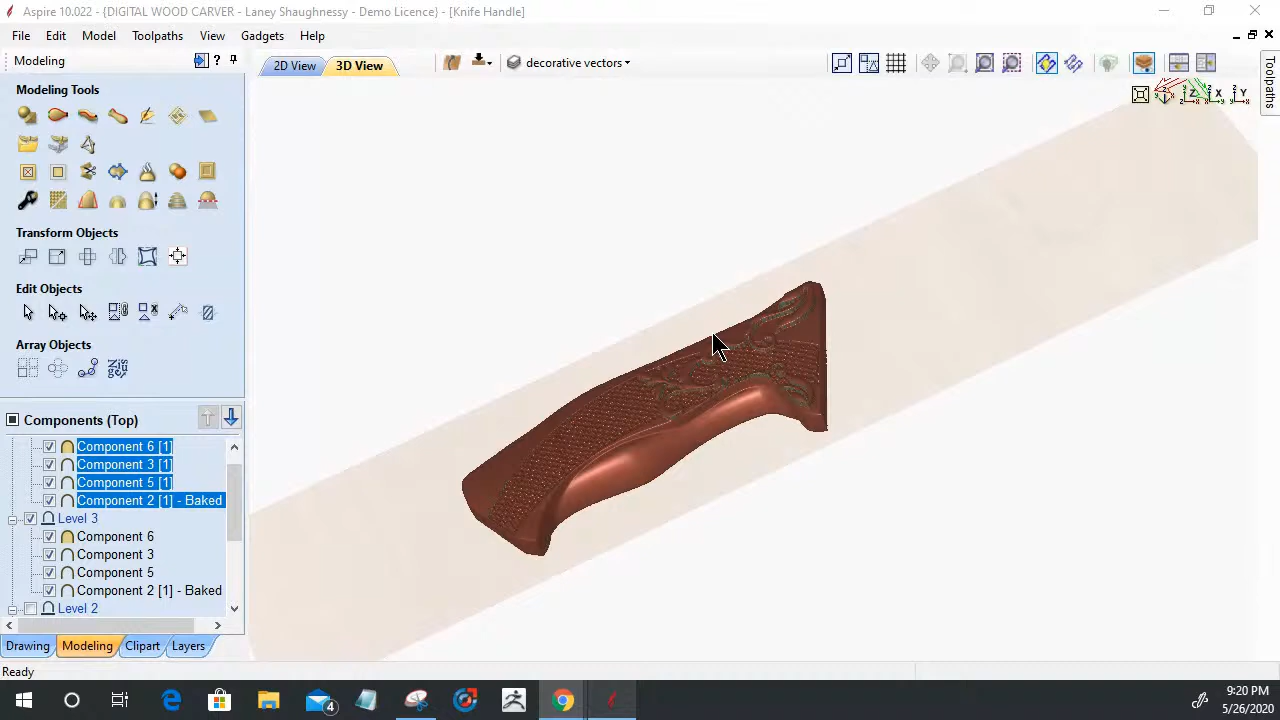 Aspire 10.022 - {DIGITAL WOOD CARVER - Laney Shaughnessy - Demo Licence} - [Knife Handle]
File Edit Model Toolpaths View Gadgets Help
Modeling
2D View 3D View decorative vectors
Toolpaths
Z X Y
Modeling Tools
Transform Objects
Edit Objects
Array Objects
Components (Top)
Component 6 [1]
Component 3 [1]
Component 5 [1]
Component 2 [1] - Baked
Level 3
Component 6
Component 3
Component 5
Component 2 [1] - Baked
Level 2
Drawing Modeling Clipart Layers
Ready
4
9:20 PM
5/26/2020